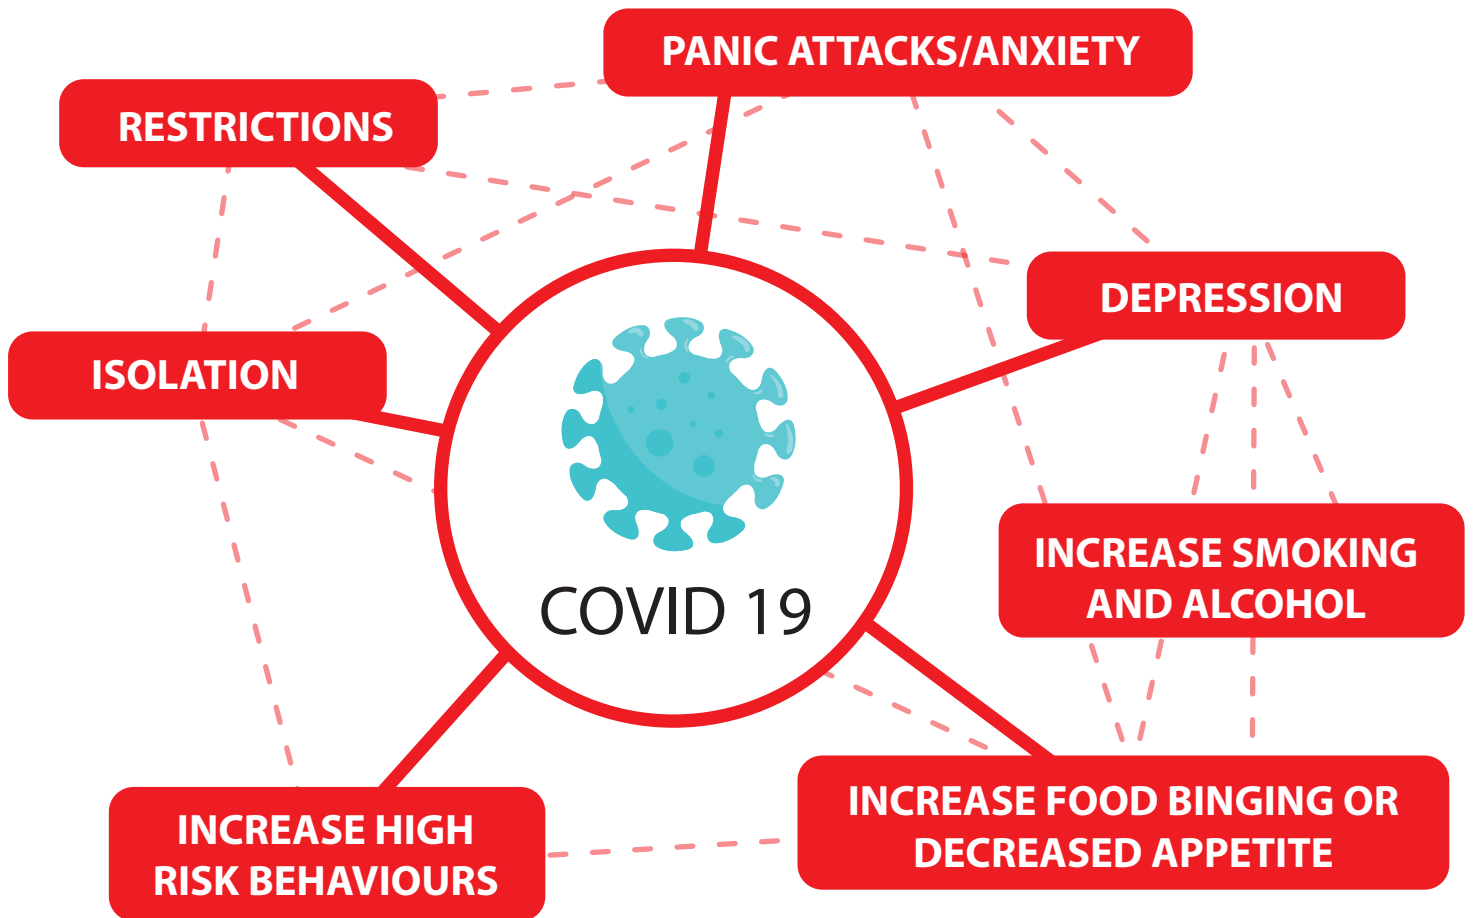 PANIC ATTACKS/ANXIETY
RESTRICTIONS
DEPRESSION
ISOLATION
INCREASE SMOKING
AND ALCOHOL
COVID 19
INCREASE FOOD BINGING OR
DECREASED APPETITE
INCREASE HIGH
RISK BEHAVIOURS